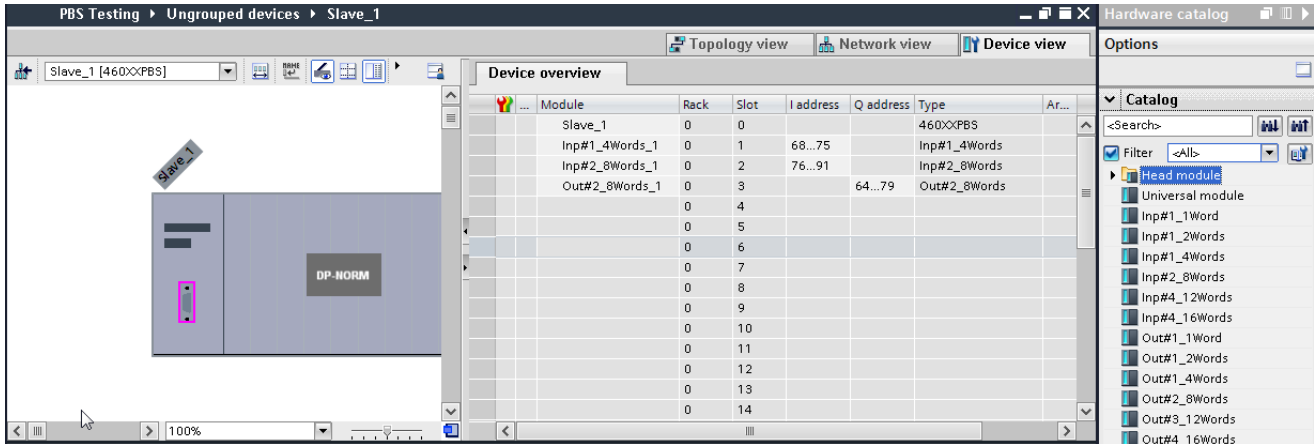 PBS Testing ▸ Ungrouped devices ▸ Slave_1
Topology view
Network view
Device view
Slave_1 [460XXPBS]
NAME
Slave_1
DP-NORM
100%
Device overview
... Module Rack Slot I address Q address Type Ar...
Slave_1 0 0 460XXPBS
Inp#1_4Words_1 0 1 68...75 Inp#1_4Words
Inp#2_8Words_1 0 2 76...91 Inp#2_8Words
Out#2_8Words_1 0 3 64...79 Out#2_8Words
0 4
0 5
0 6
0 7
0 8
0 9
0 10
0 11
0 12
0 13
0 14
Hardware catalog
Options
Catalog
<Search>
Filter <All>
Head module
Universal module
Inp#1_1Word
Inp#1_2Words
Inp#1_4Words
Inp#2_8Words
Inp#4_12Words
Inp#4_16Words
Out#1_1Word
Out#1_2Words
Out#1_4Words
Out#2_8Words
Out#3_12Words
Out#4_16Words